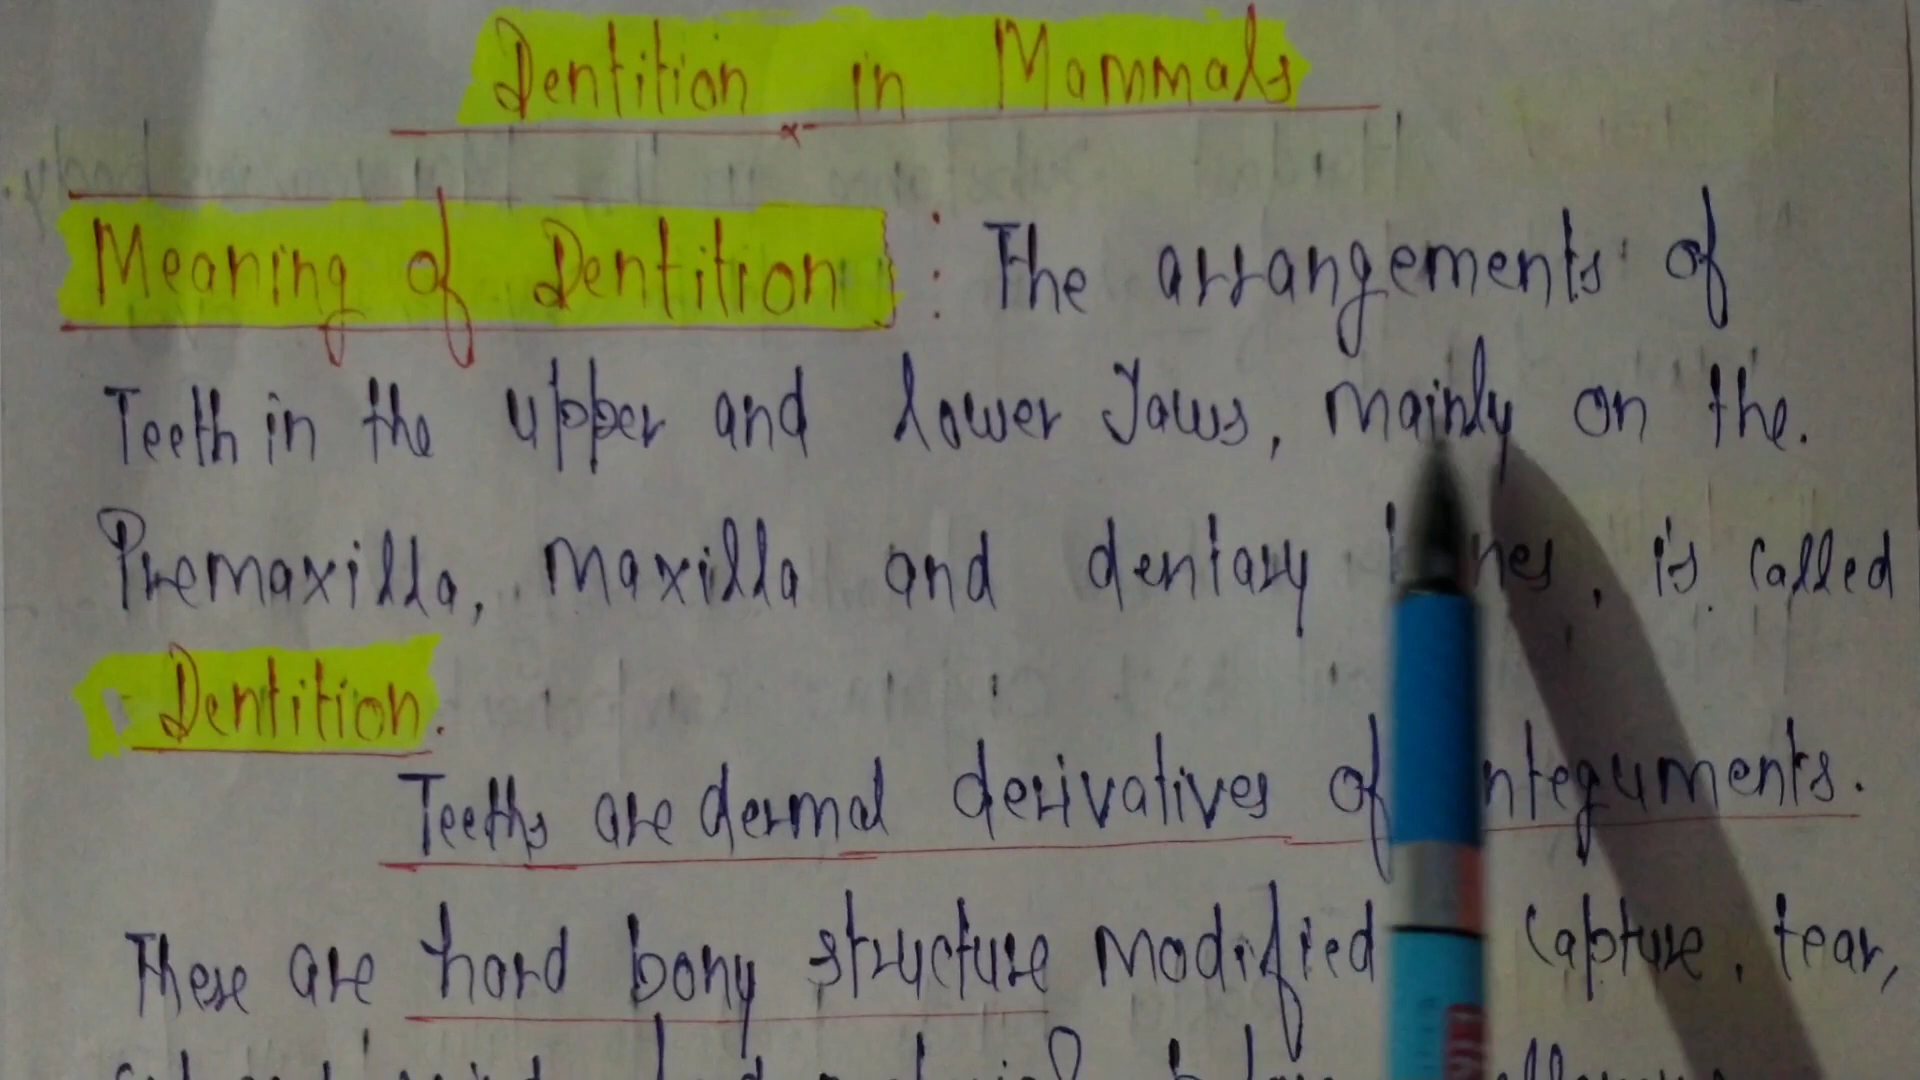 Dentition in Mammals
Meaning of Dentition : The arrangements of
Teeth in the upper and lower Jaws, mainly on the.
Premaxilla, maxilla and dentary bones, is called
Dentition.
Teeths are dermal derivatives of integuments.
These are hard bony structure modified capture, tear,